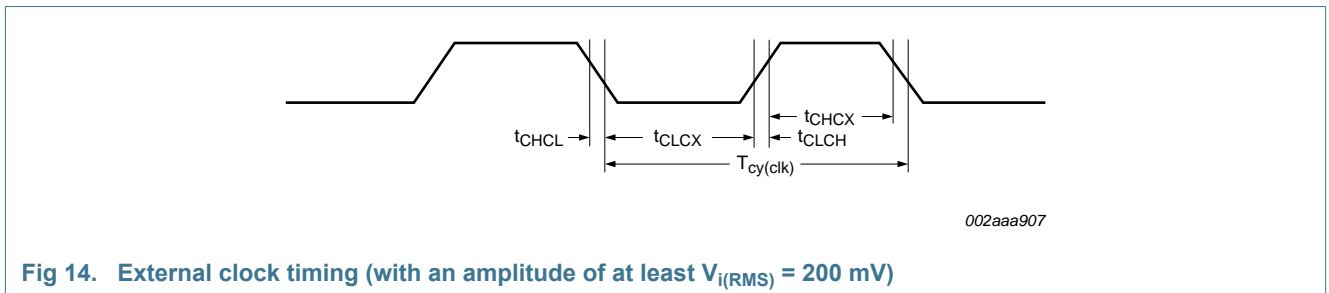 tCHCX
tCHCL
tCLCX
tCLCH
Tcy(clk)
002aaa907
Fig 14. External clock timing (with an amplitude of at least Vi(RMS) = 200 mV)